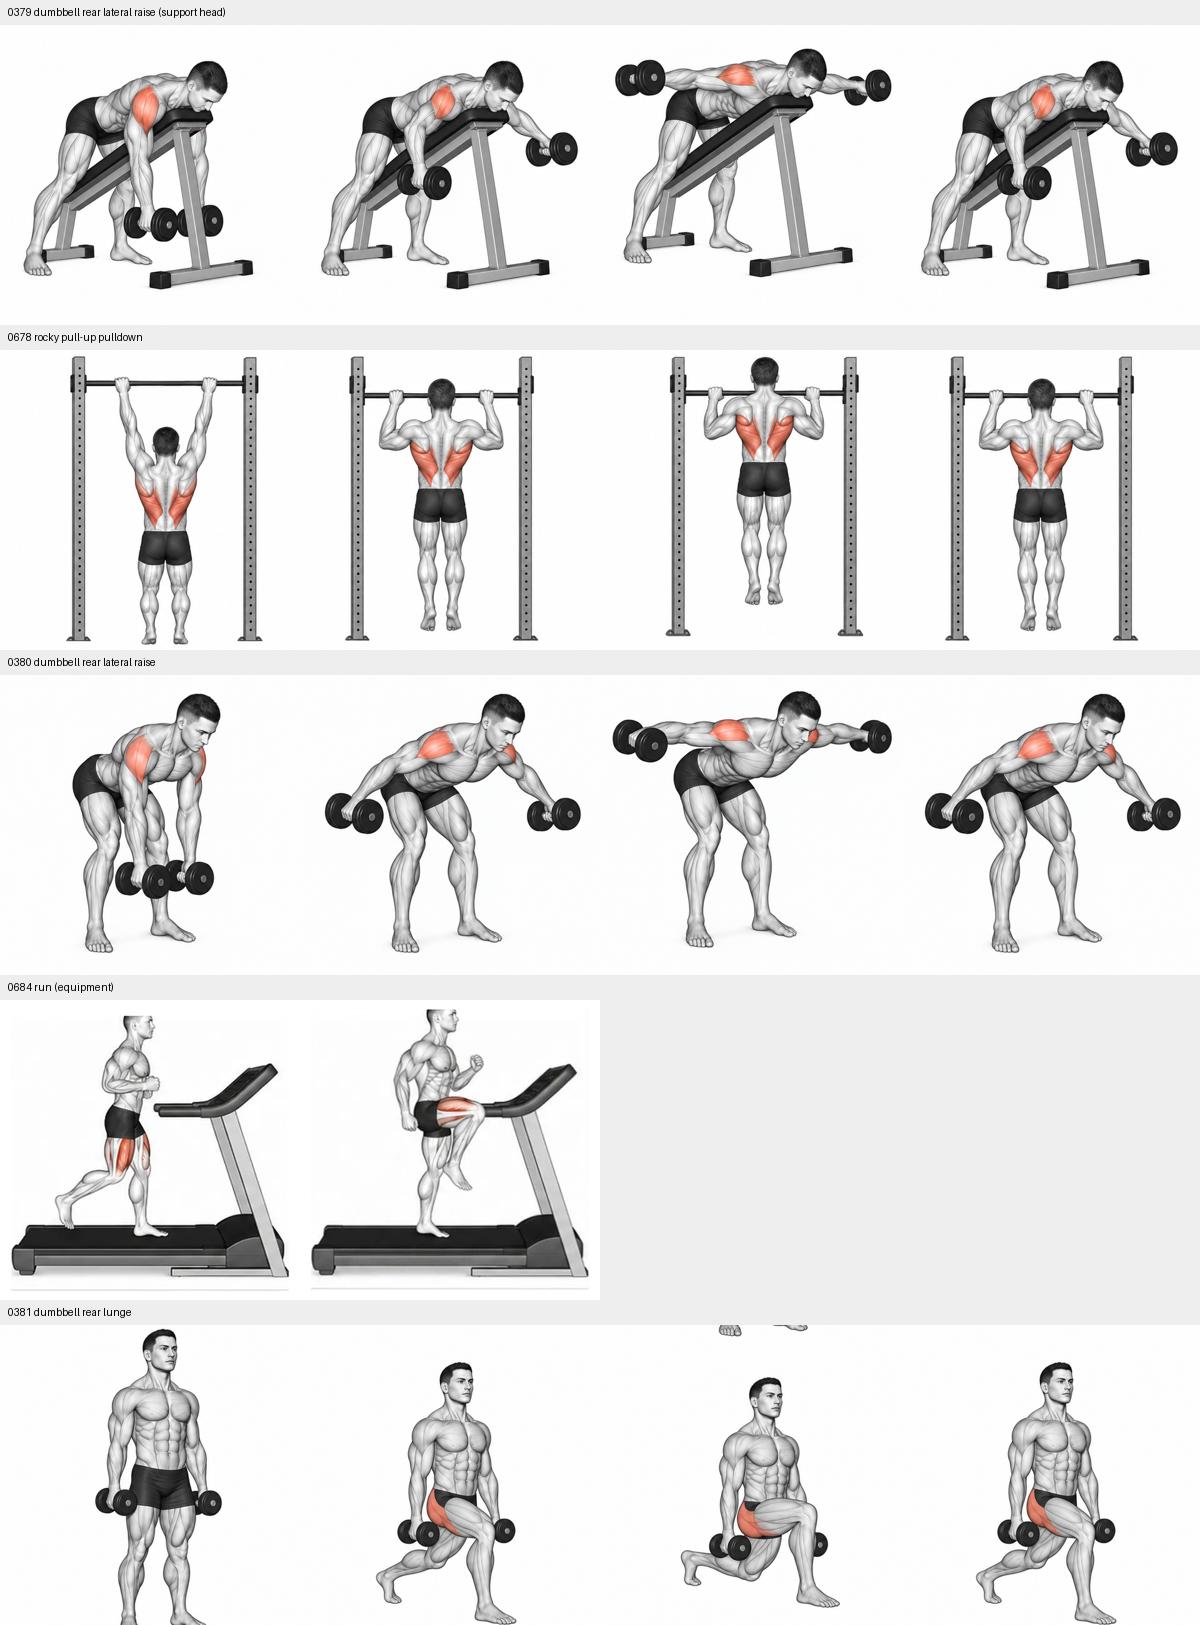 0379 dumbbell rear lateral raise (support head)
0678 rocky pull-up pulldown
0380 dumbbell rear lateral raise
0684 run (equipment)
0381 dumbbell rear lunge